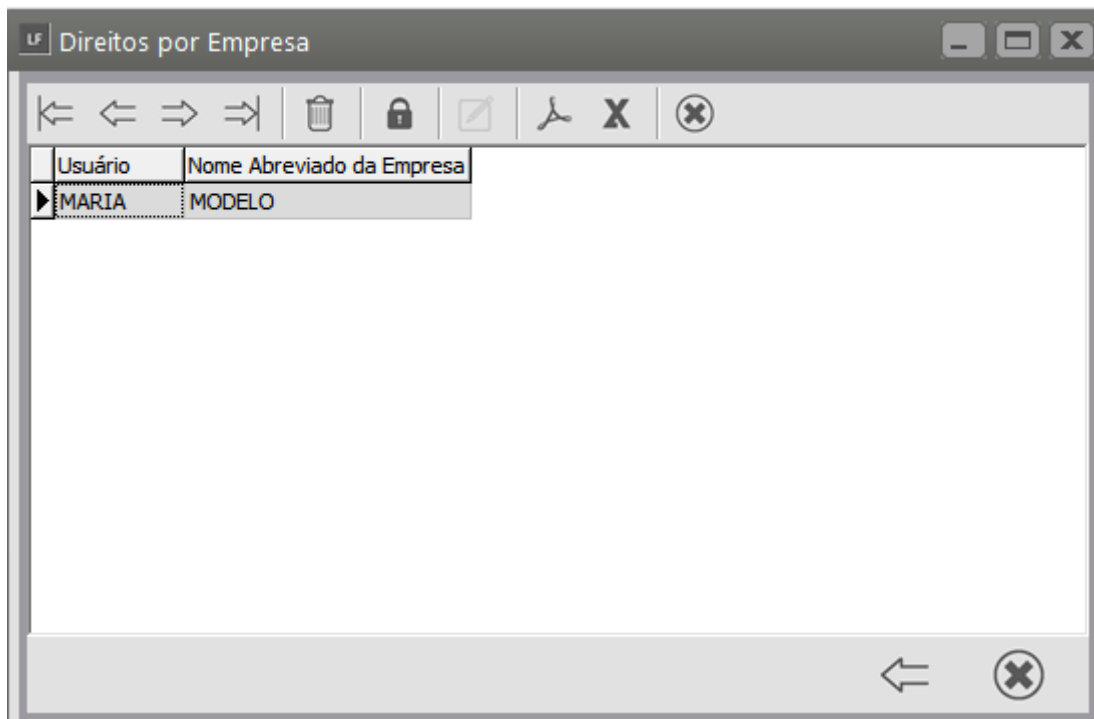 LF Direitos por Empresa
Usuário Nome Abreviado da Empresa
MARIA MODELO